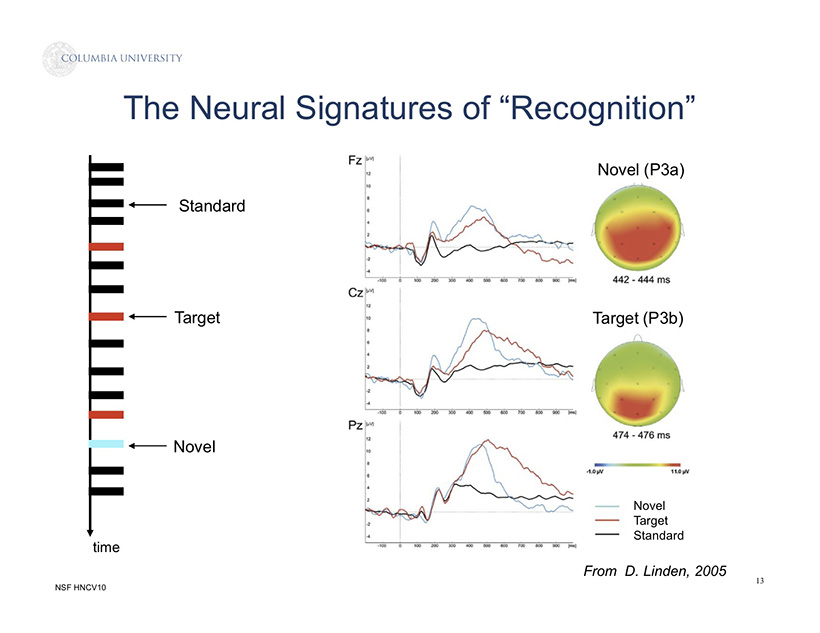 COLUMBIA UNIVERSITY
The Neural Signatures of “Recognition”
Standard
Target
Novel
time
Fz [µV]
12
10
8
6
4
2
0
-2
-4
-100 0 100 200 300 400 500 600 700 800 900 [ms]
Cz [µV]
12
10
8
6
4
2
0
-2
-4
-100 0 100 200 300 400 500 600 700 800 900 [ms]
Pz [µV]
12
10
8
6
4
2
0
-2
-4
-100 0 100 200 300 400 500 600 700 800 900 [ms]
Novel (P3a)
442 - 444 ms
Target (P3b)
474 - 476 ms
-1.0 µV 11.0 µV
Novel
Target
Standard
From D. Linden, 2005
NSF HNCV10
13